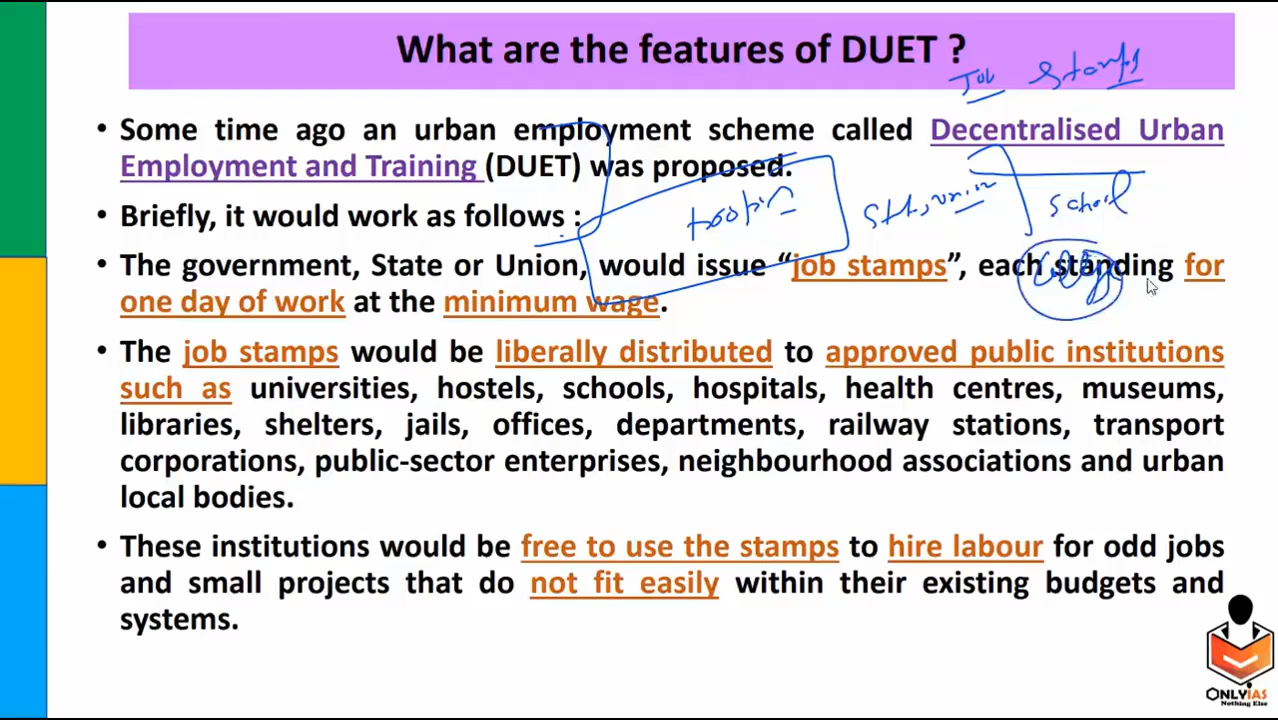 What are the features of DUET ?
Job Stamps
• Some time ago an urban employment scheme called Decentralised Urban
Employment and Training (DUET) was proposed.
• Briefly, it would work as follows :
school
• The government, State or Union, would issue “job stamps”, each standing for
one day of work at the minimum wage.
• The job stamps would be liberally distributed to approved public institutions
such as universities, hostels, schools, hospitals, health centres, museums,
libraries, shelters, jails, offices, departments, railway stations, transport
corporations, public-sector enterprises, neighbourhood associations and urban
local bodies.
• These institutions would be free to use the stamps to hire labour for odd jobs
and small projects that do not fit easily within their existing budgets and
systems.
ONLYIAS
Nothing Else